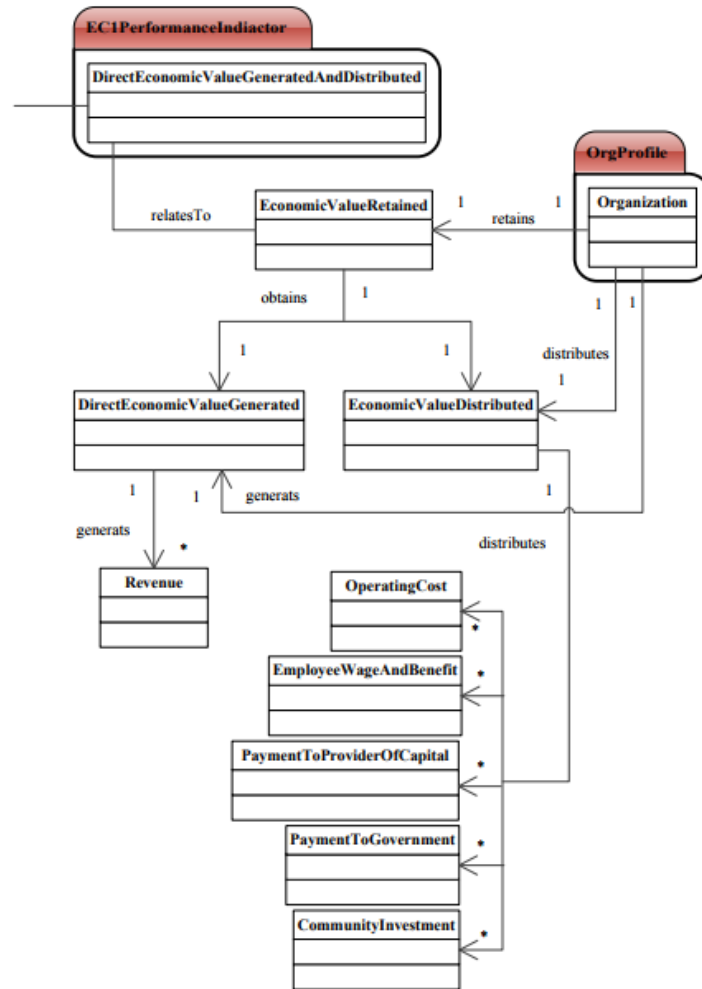 EC1PerformanceIndiactor
DirectEconomicValueGeneratedAndDistributed
OrgProfile
Organization
relatesTo
EconomicValueRetained
1
retains
1
obtains
1
1
1
1
1
distributes
1
DirectEconomicValueGenerated
EconomicValueDistributed
1
generats
1
generats
1
distributes
*
Revenue
OperatingCost
*
EmployeeWageAndBenefit
*
PaymentToProviderOfCapital
*
PaymentToGovernment
*
CommunityInvestment
*